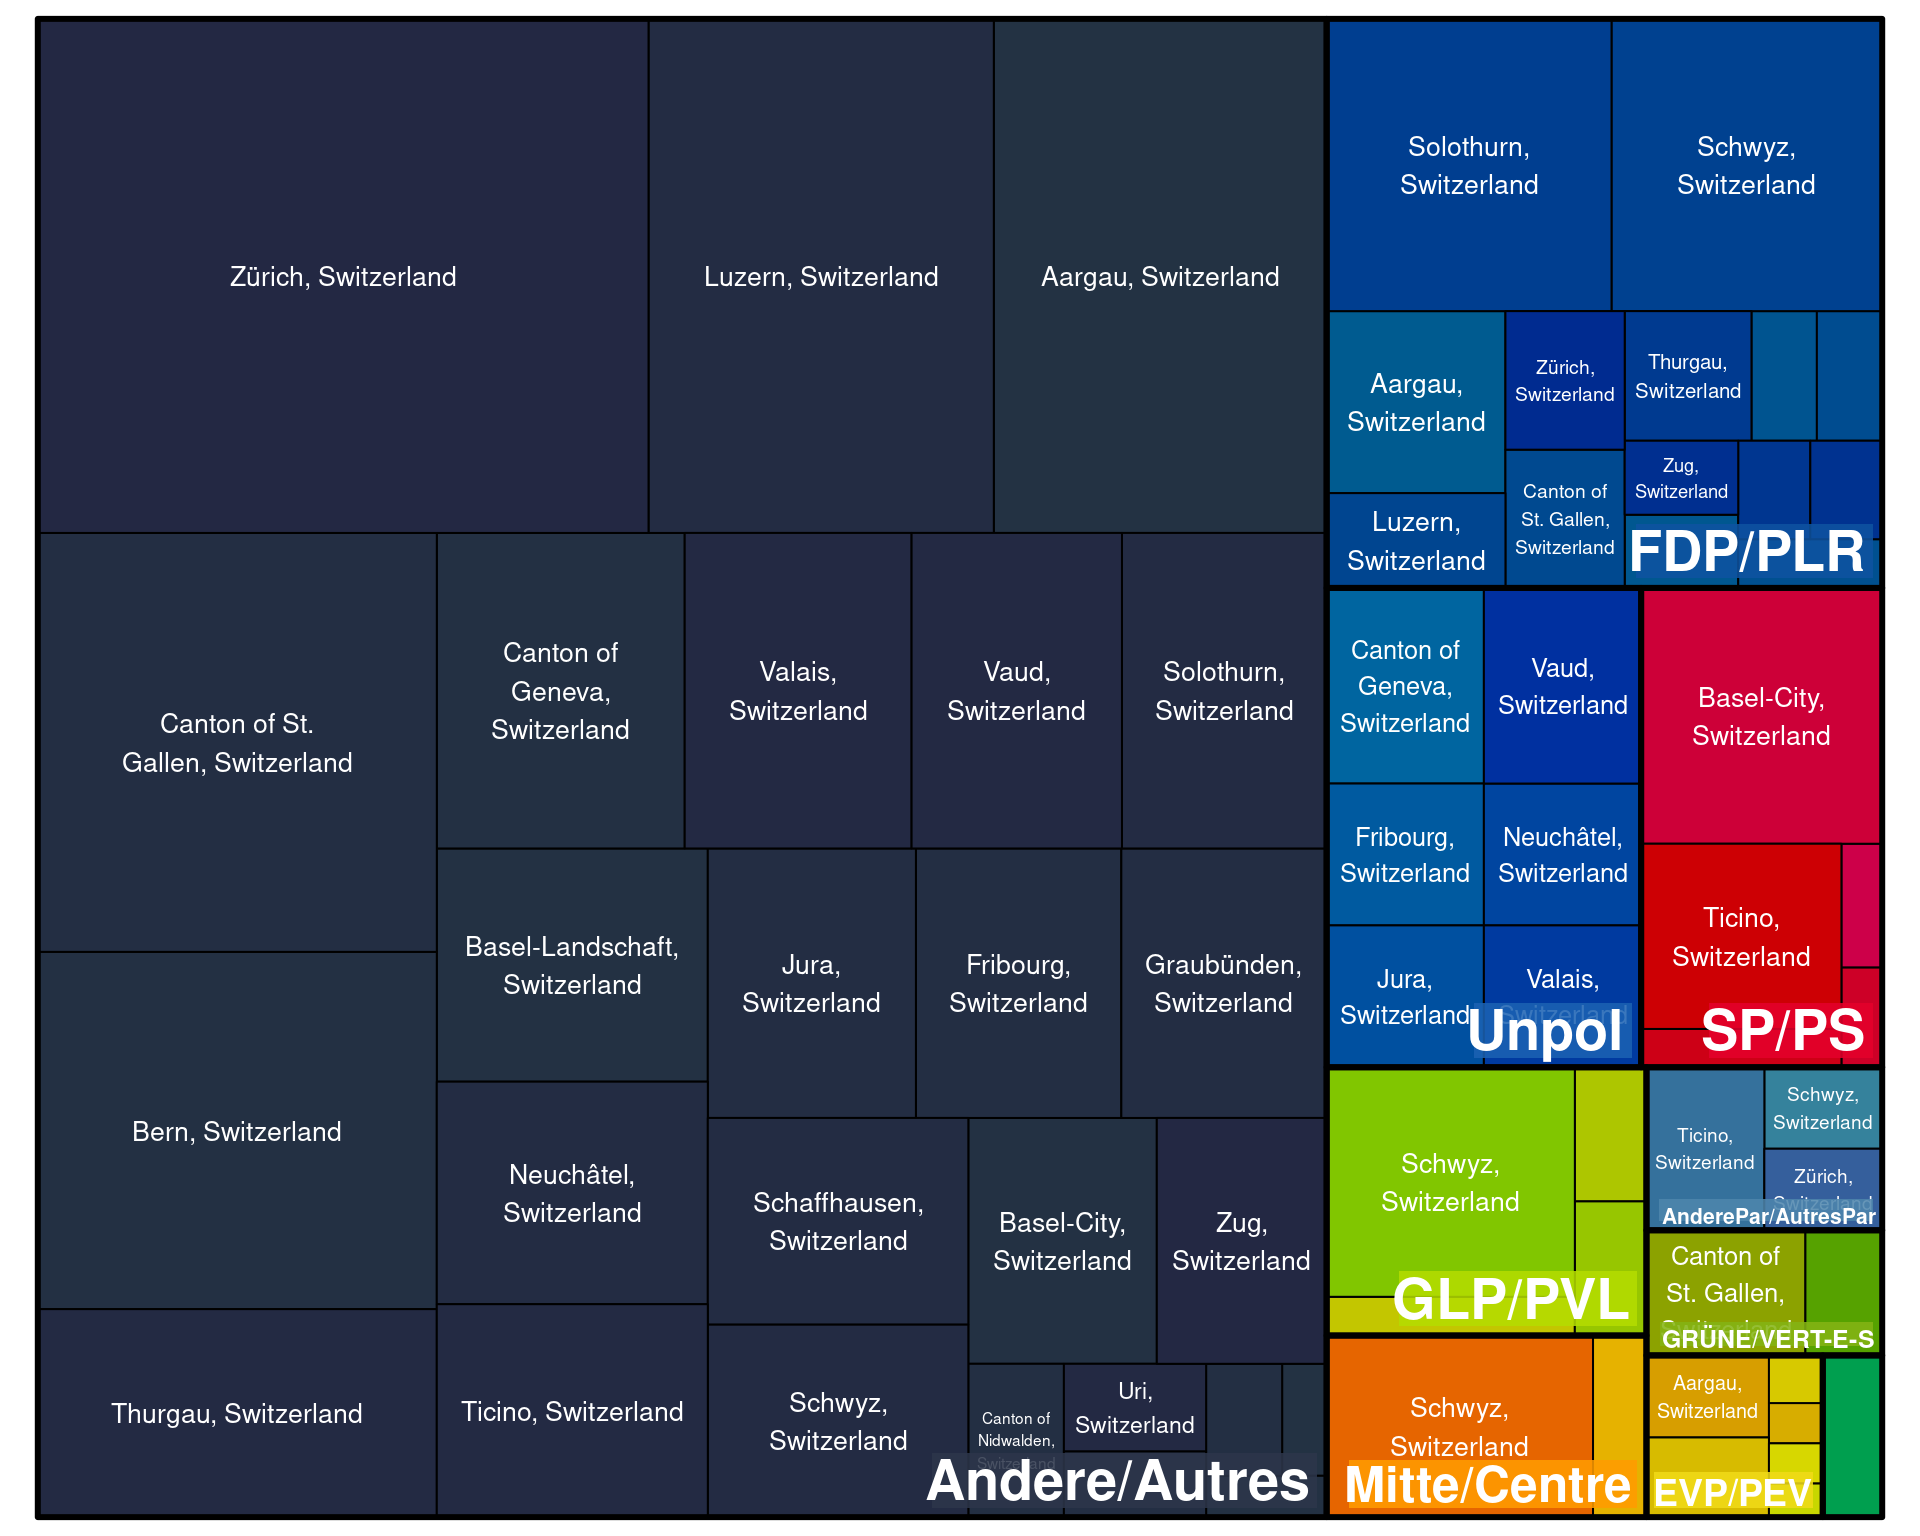 Zürich, Switzerland
Luzern, Switzerland
Aargau, Switzerland
Canton of St.
Gallen, Switzerland
Canton of
Geneva,
Switzerland
Valais,
Switzerland
Vaud,
Switzerland
Solothurn,
Switzerland
Bern, Switzerland
Basel-Landschaft,
Switzerland
Jura,
Switzerland
Fribourg,
Switzerland
Graubünden,
Switzerland
Neuchâtel,
Switzerland
Schaffhausen,
Switzerland
Basel-City,
Switzerland
Zug,
Switzerland
Thurgau, Switzerland
Ticino, Switzerland
Schwyz,
Switzerland
Canton of
Nidwalden,
Switzerland
Uri,
Switzerland
Andere/Autres
Solothurn,
Switzerland
Schwyz,
Switzerland
Aargau,
Switzerland
Zürich,
Switzerland
Thurgau,
Switzerland
Luzern,
Switzerland
Canton of
St. Gallen,
Switzerland
Zug,
Switzerland
FDP/PLR
Canton of
Geneva,
Switzerland
Vaud,
Switzerland
Fribourg,
Switzerland
Neuchâtel,
Switzerland
Jura,
Switzerland
Valais,
Switzerland
Unpol
Basel-City,
Switzerland
Ticino,
Switzerland
SP/PS
Schwyz,
Switzerland
GLP/PVL
Ticino,
Switzerland
Schwyz,
Switzerland
Zürich,
Switzerland
AnderePar/AutresPar
Canton of
St. Gallen,
Switzerland
GRÜNE/VERT-E-S
Schwyz,
Switzerland
Mitte/Centre
Aargau,
Switzerland
EVP/PEV